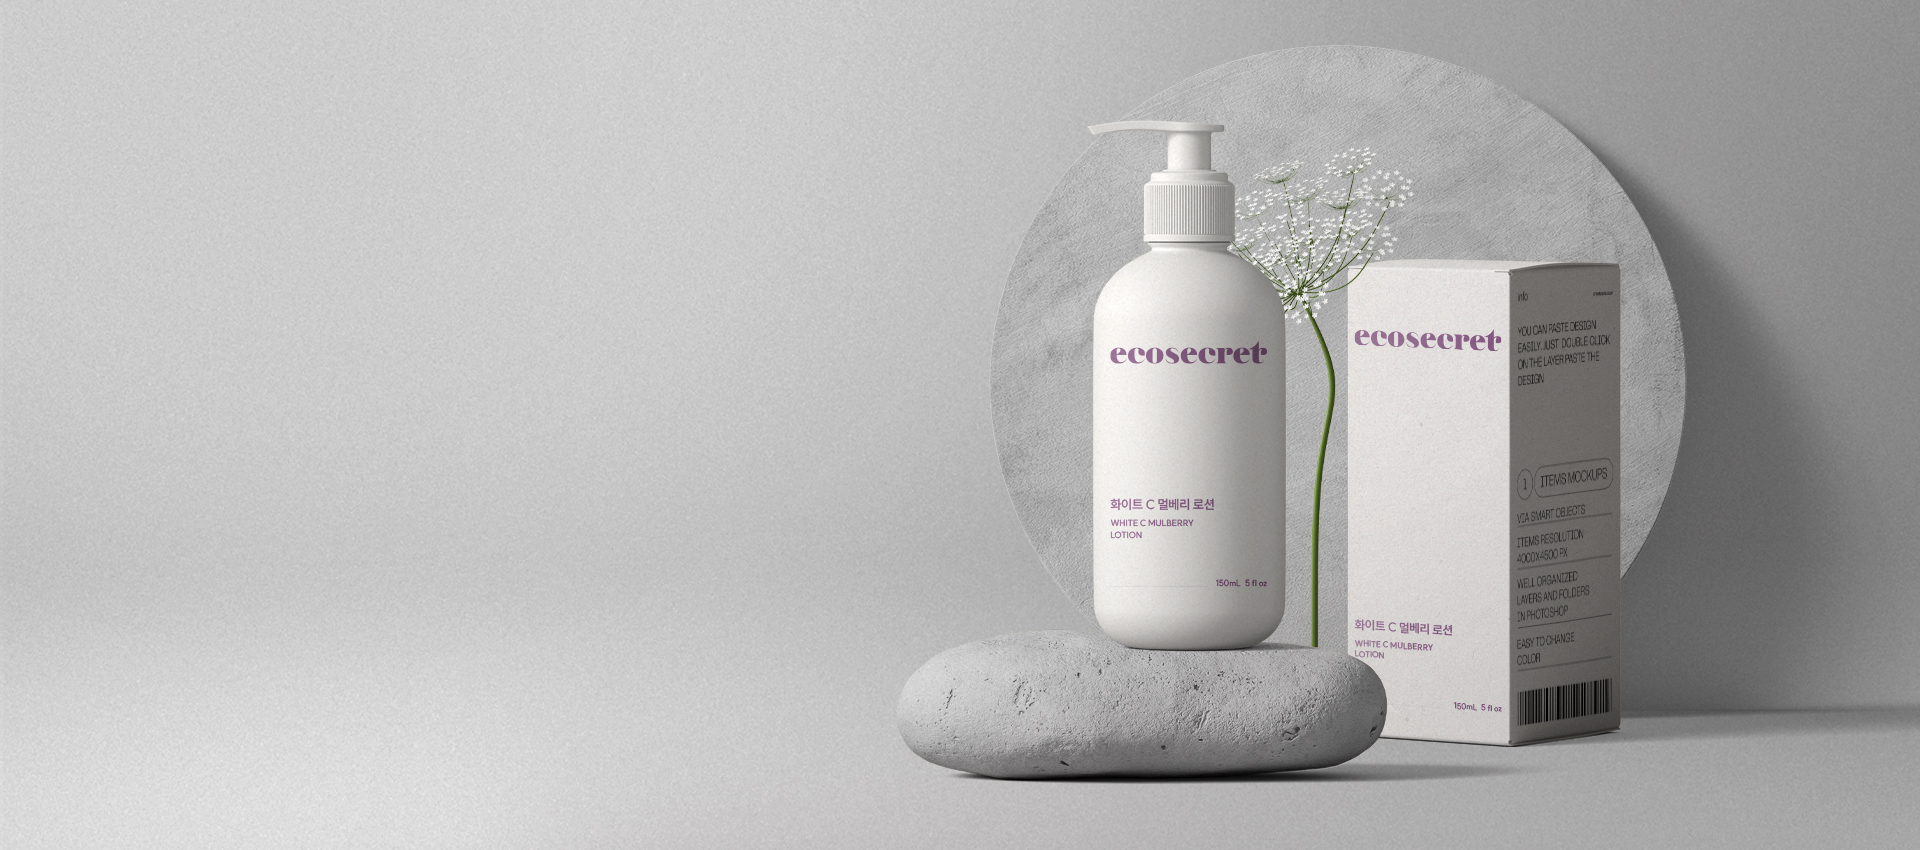 ecosecret
화이트 C 멀베리 로션
WHITE C MULBERRY
LOTION
150mL 5 fl oz
ecosecret
화이트 C 멀베리 로션
WHITE C MULBERRY
LOTION
150mL 5 fl oz
info
YOU CAN PASTE DESIGN
EASILY, JUST DOUBLE CLICK
ON THE LAYER PASTE THE
DESIGN
1 ITEMS MOCKUPS
VIA SMART OBJECTS
ITEMS RESOLUTION
4000X4500 PX
WELL ORGANIZED
LAYERS AND FOLDERS
IN PHOTOSHOP
EASY TO CHANGE
COLOR